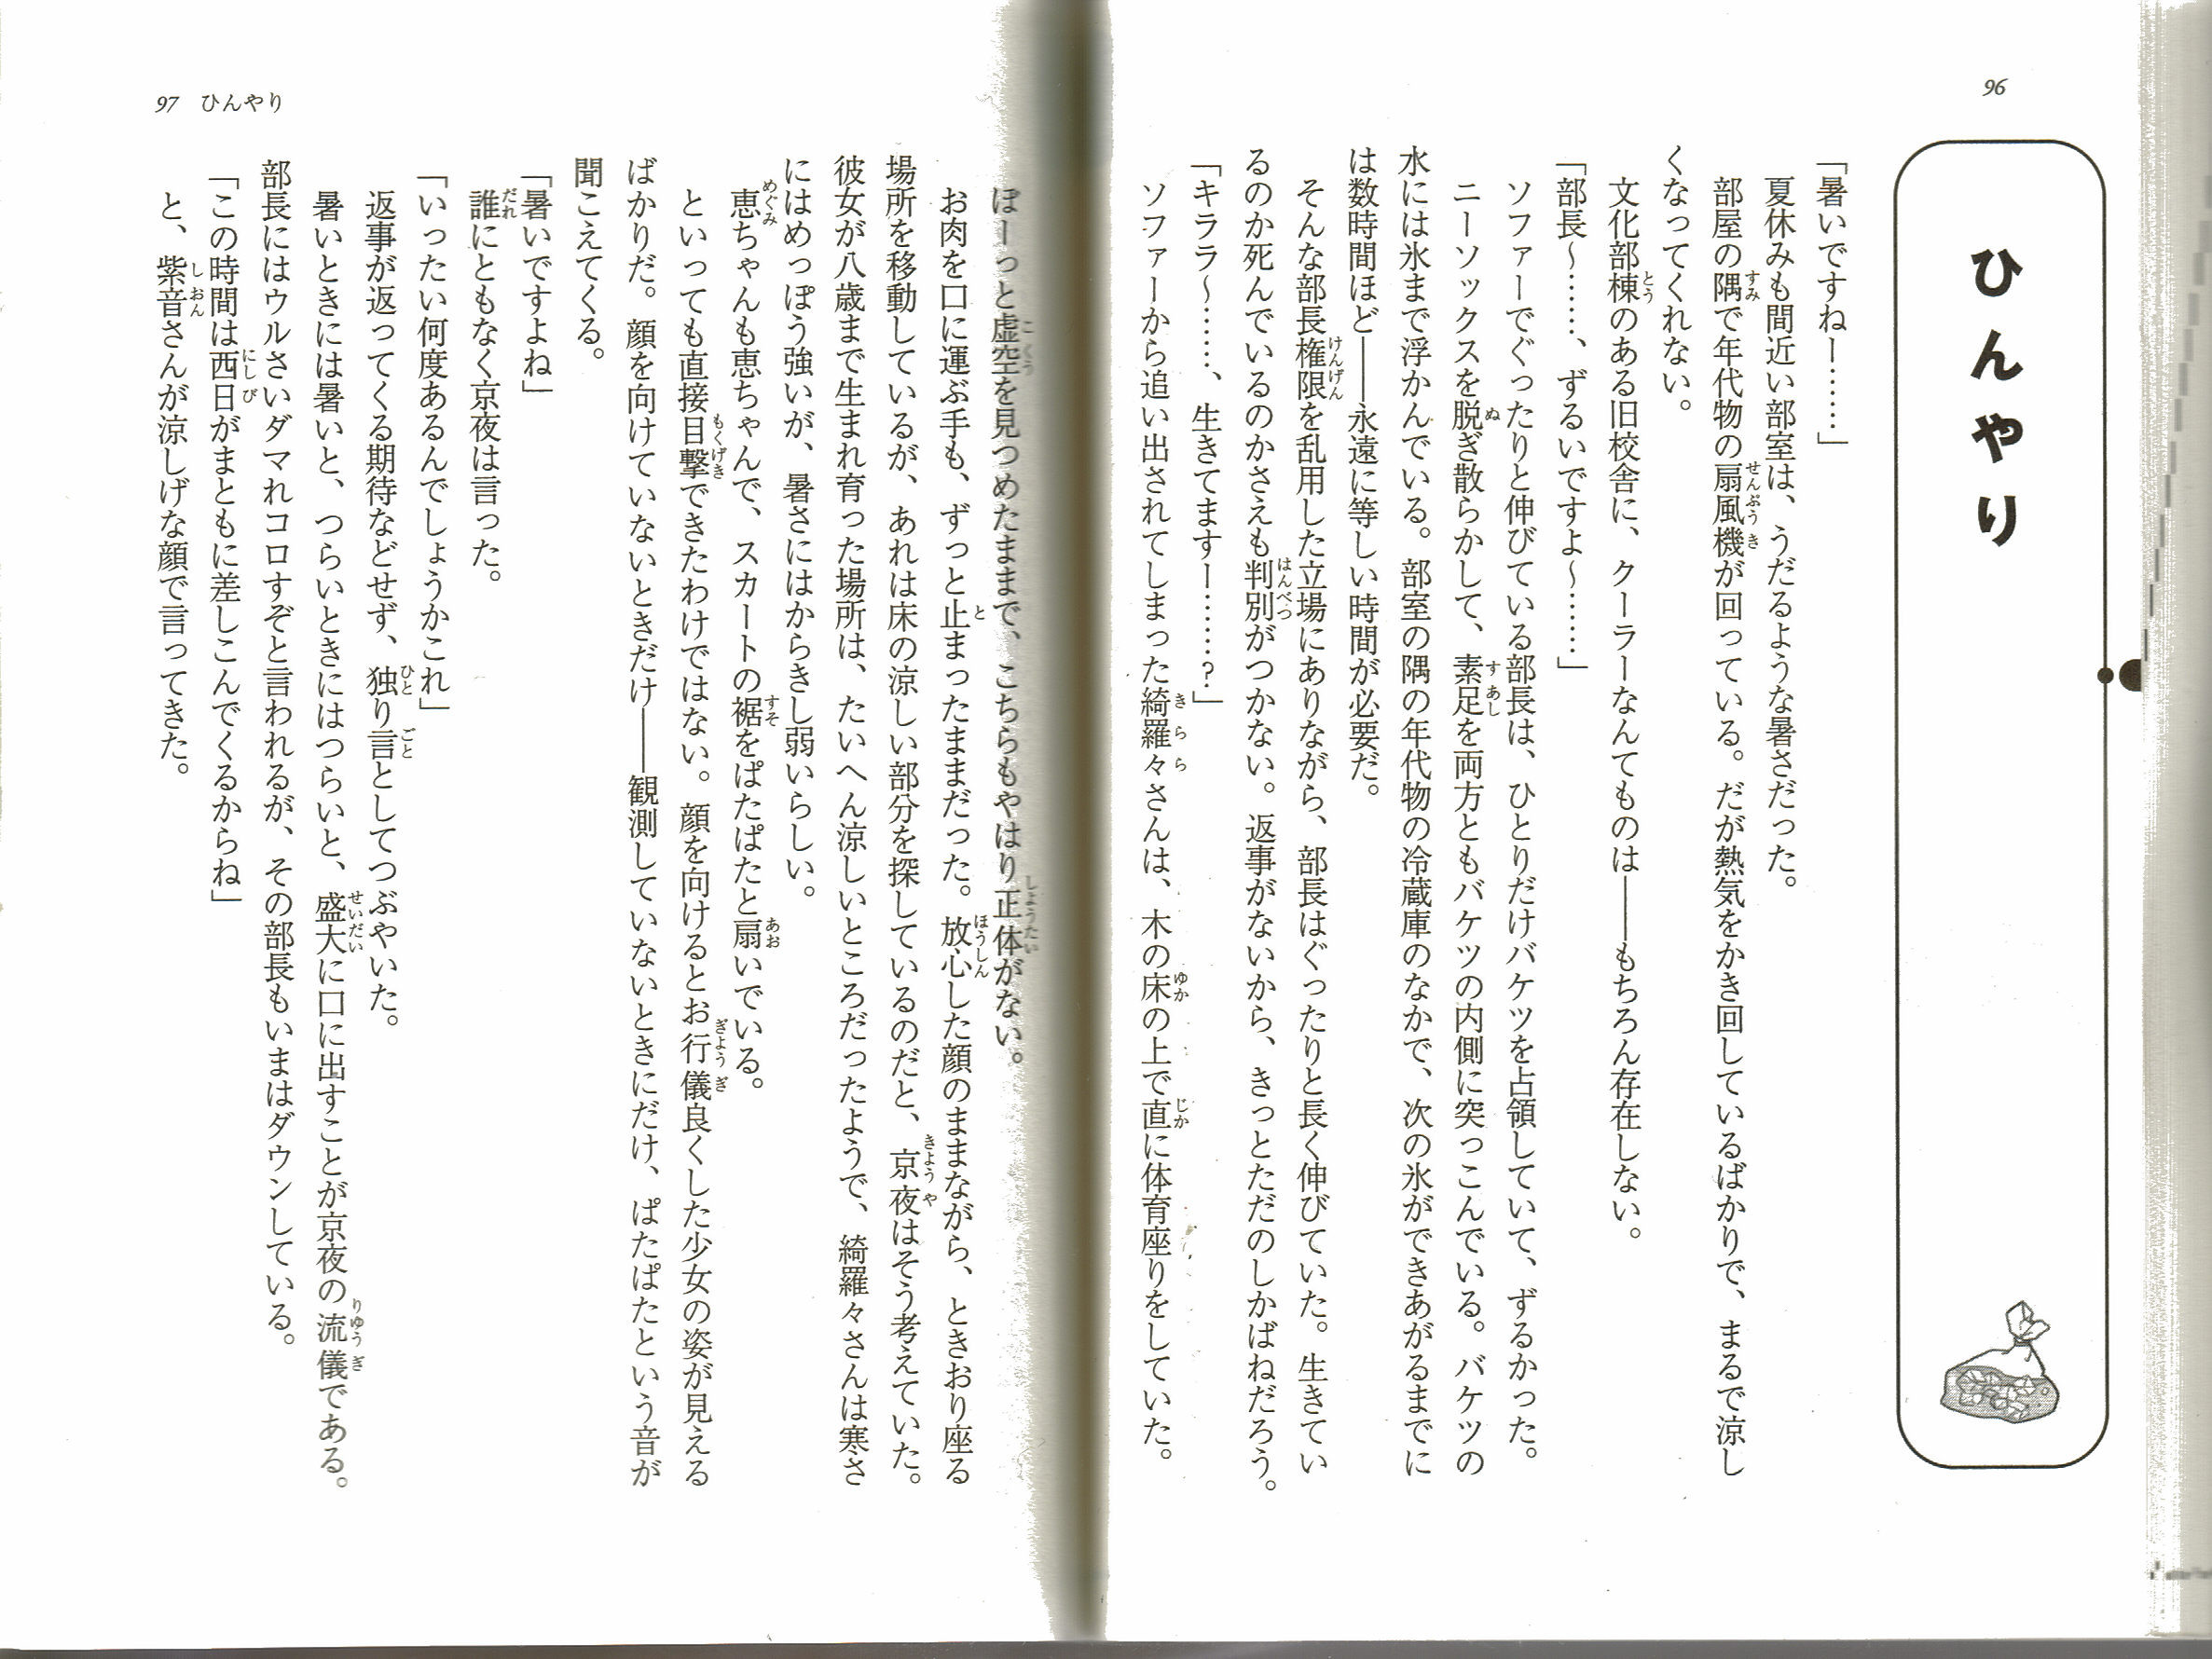 96
ひんやり
「暑いですねー……」
夏休みも間近い部室は、うだるような暑さだった。
部屋の隅で年代物の扇風機が回っている。だが熱気をかき回しているばかりで、まるで涼し
くなってくれない。
文化部棟のある旧校舎に、クーラーなんてものは――もちろん存在しない。
「部長～……、ずるいですよ～……」
ソファーでぐったりと伸びている部長は、ひとりだけバケツを占領していて、ずるかった。
ニーソックスを脱ぎ散らかして、素足を両方ともバケツの内側に突っこんでいる。バケツの
水には氷まで浮かんでいる。部室の隅の年代物の冷蔵庫のなかで、次の氷ができあがるまでに
は数時間ほど――永遠に等しい時間が必要だ。
そんな部長権限を乱用した立場にありながら、部長はぐったりと長く伸びていた。生きてい
るのか死んでいるのかさえも判別がつかない。返事がないから、きっとただのしかばねだろう。
「キララ～……、生きてますー……？」
ソファーから追い出されてしまった綺羅々さんは、木の床の上で直に体育座りをしていた。
ぼーっと虚空を見つめたままで、こちらもやはり正体がない。
お肉を口に運ぶ手も、ずっと止まったままだった。放心した顔のままながら、ときおり座る
場所を移動しているが、あれは床の涼しい部分を探しているのだと、京夜はそう考えていた。
彼女が八歳まで生まれ育った場所は、たいへん涼しいところだったようで、綺羅々さんは寒さ
にはめっぽう強いが、暑さにはからきし弱いらしい。
恵ちゃんも恵ちゃんで、スカートの裾をぱたぱたと扇いでいる。
といっても直接目撃できたわけではない。顔を向けるとお行儀良くした少女の姿が見える
ばかりだ。顔を向けていないときだけ――観測していないときにだけ、ぱたぱたという音が
聞こえてくる。
「暑いですよね」
誰にともなく京夜は言った。
「いったい何度あるんでしょうかこれ」
返事が返ってくる期待などせず、独り言としてつぶやいた。
暑いときには暑いと、つらいときにはつらいと、盛大に口に出すことが京夜の流儀である。
部長にはウルさいダマれコロすぞと言われるが、その部長もいまはダウンしている。
「この時間は西日がまともに差しこんでくるからね」
と、紫音さんが涼しげな顔で言ってきた。
97 ひんやり